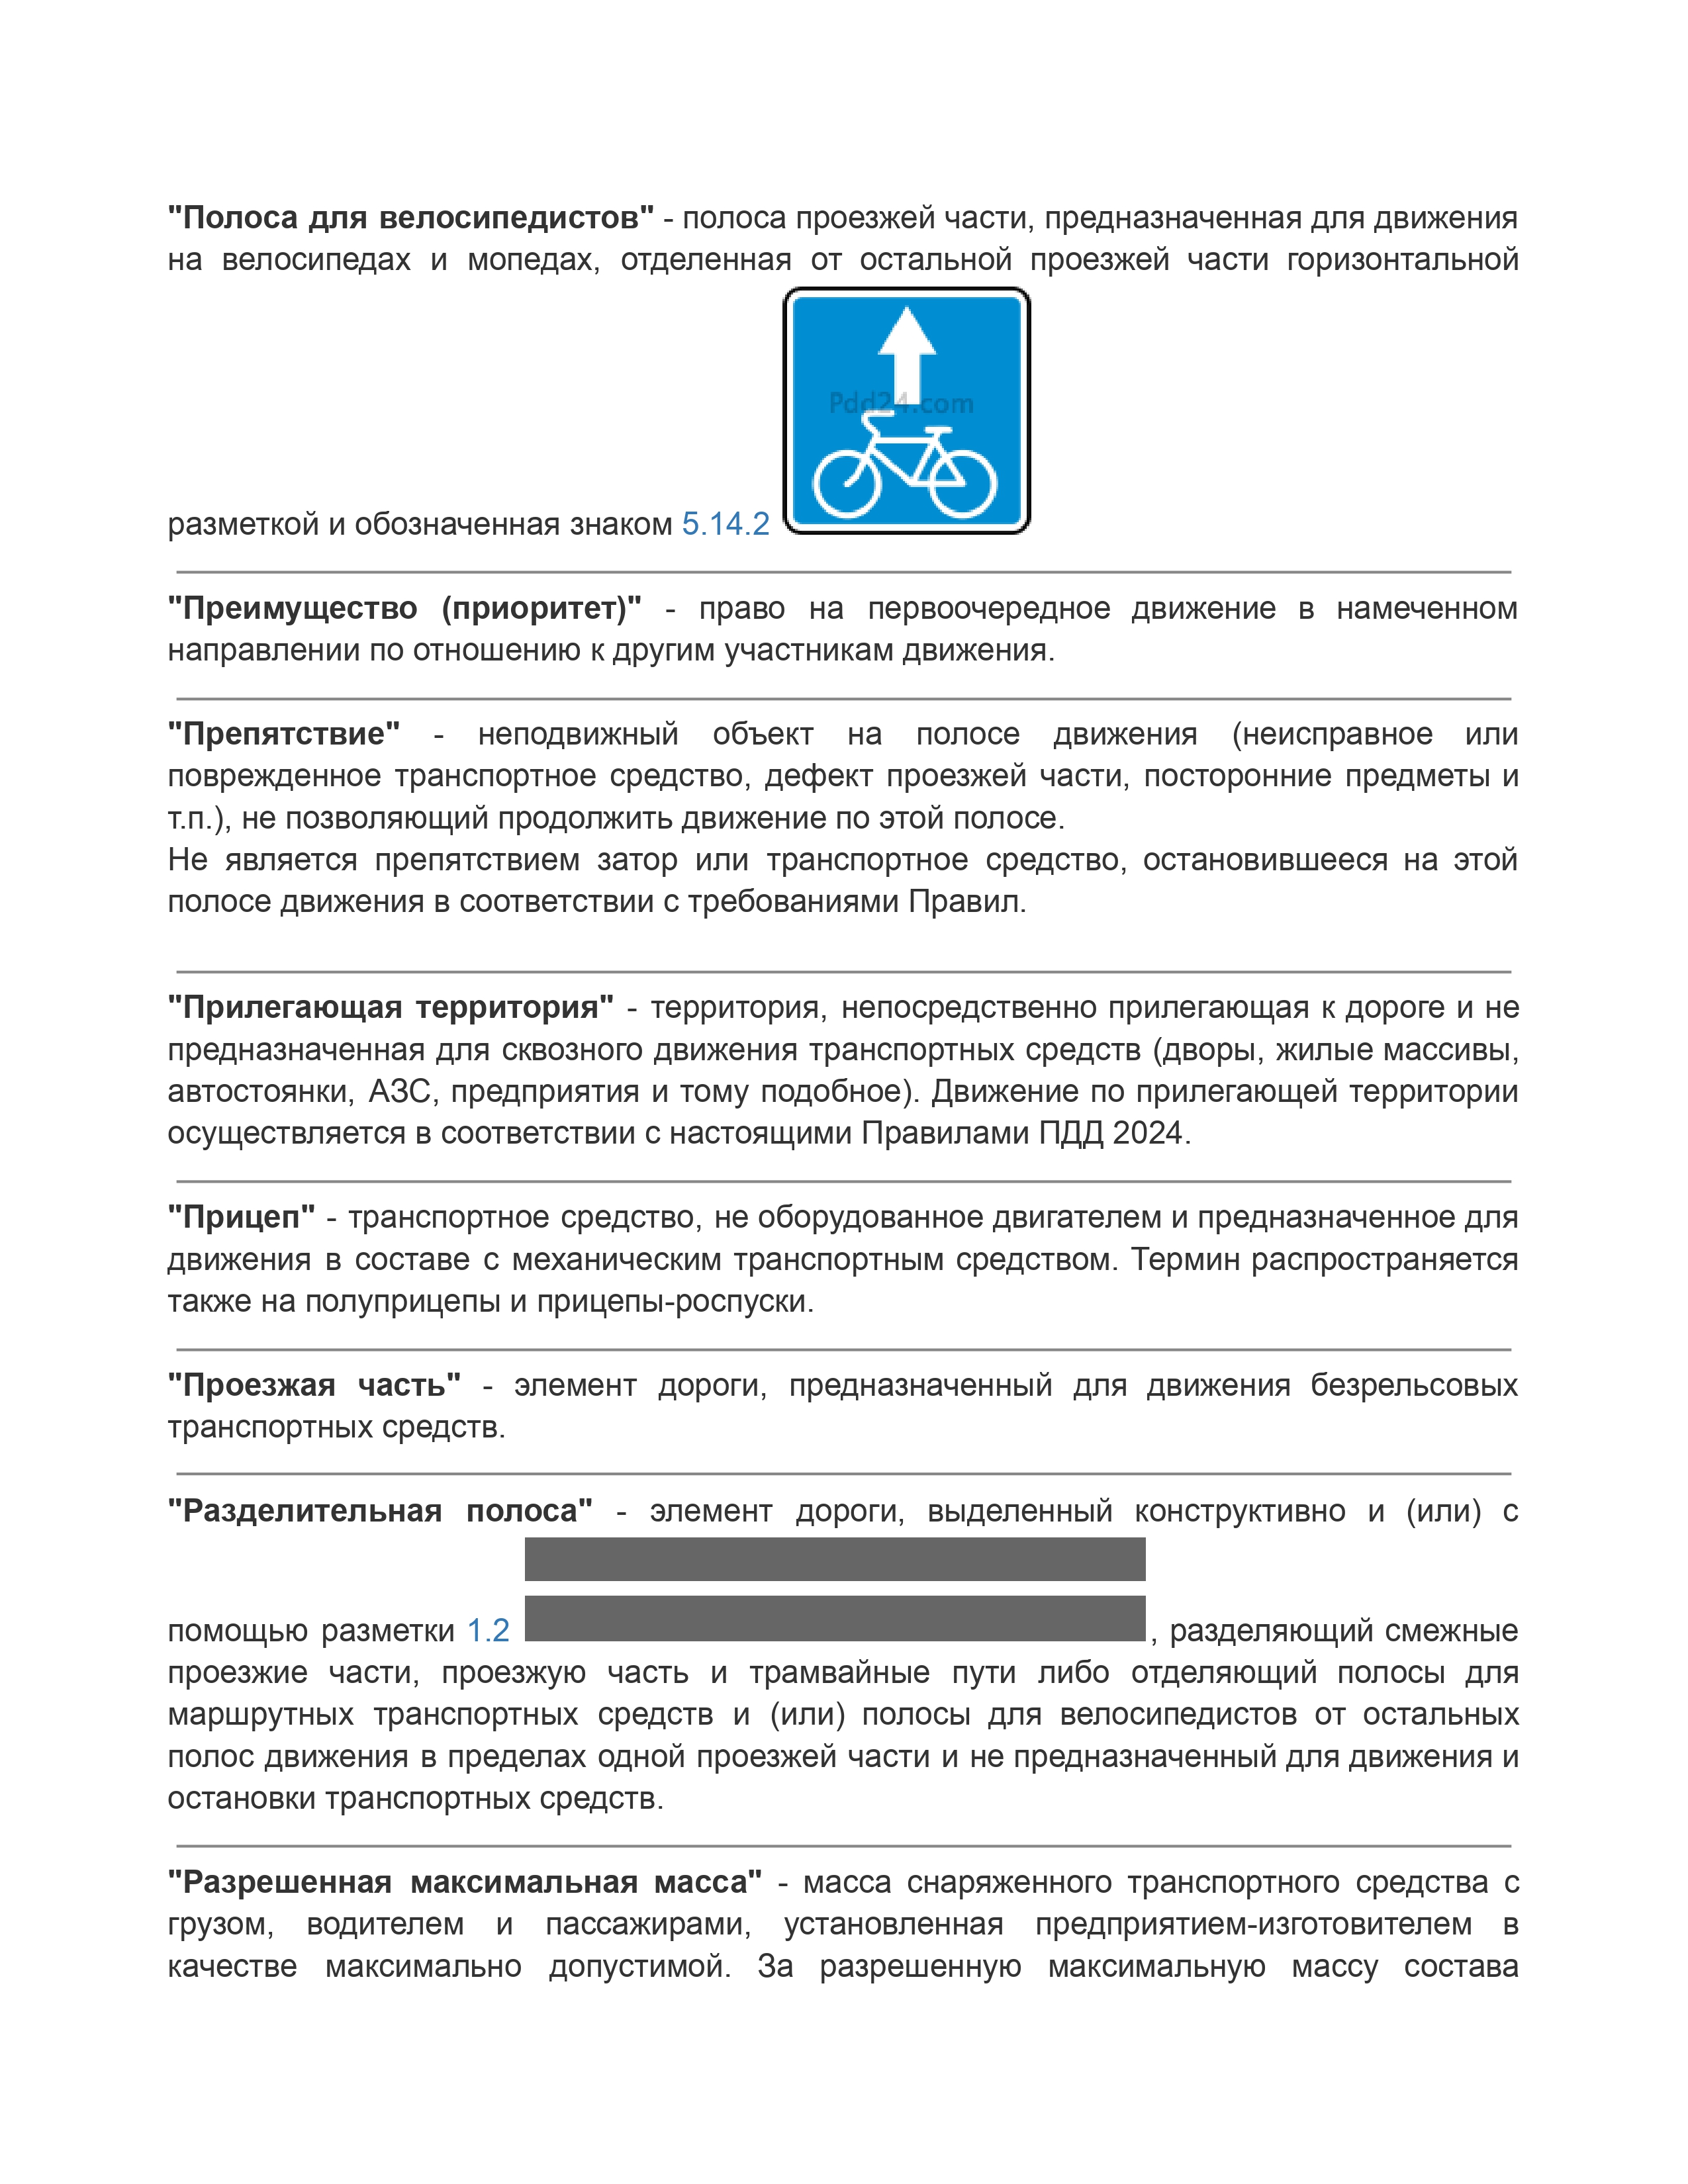 "Полоса для велосипедистов" - полоса проезжей части, предназначенная для движения
на велосипедах и мопедах, отделенная от остальной проезжей части горизонтальной
Pdd24.com
разметкой и обозначенная знаком 5.14.2
"Преимущество (приоритет)" - право на первоочередное движение в намеченном
направлении по отношению к другим участникам движения.
"Препятствие" - неподвижный объект на полосе движения (неисправное или
поврежденное транспортное средство, дефект проезжей части, посторонние предметы и
т.п.), не позволяющий продолжить движение по этой полосе.
Не является препятствием затор или транспортное средство, остановившееся на этой
полосе движения в соответствии с требованиями Правил.
"Прилегающая территория" - территория, непосредственно прилегающая к дороге и не
предназначенная для сквозного движения транспортных средств (дворы, жилые массивы,
автостоянки, АЗС, предприятия и тому подобное). Движение по прилегающей территории
осуществляется в соответствии с настоящими Правилами ПДД 2024.
"Прицеп" - транспортное средство, не оборудованное двигателем и предназначенное для
движения в составе с механическим транспортным средством. Термин распространяется
также на полуприцепы и прицепы-роспуски.
"Проезжая часть" - элемент дороги, предназначенный для движения безрельсовых
транспортных средств.
"Разделительная полоса" - элемент дороги, выделенный конструктивно и (или) с
помощью разметки 1.2 , разделяющий смежные
проезжие части, проезжую часть и трамвайные пути либо отделяющий полосы для
маршрутных транспортных средств и (или) полосы для велосипедистов от остальных
полос движения в пределах одной проезжей части и не предназначенный для движения и
остановки транспортных средств.
"Разрешенная максимальная масса" - масса снаряженного транспортного средства с
грузом, водителем и пассажирами, установленная предприятием-изготовителем в
качестве максимально допустимой. За разрешенную максимальную массу состава